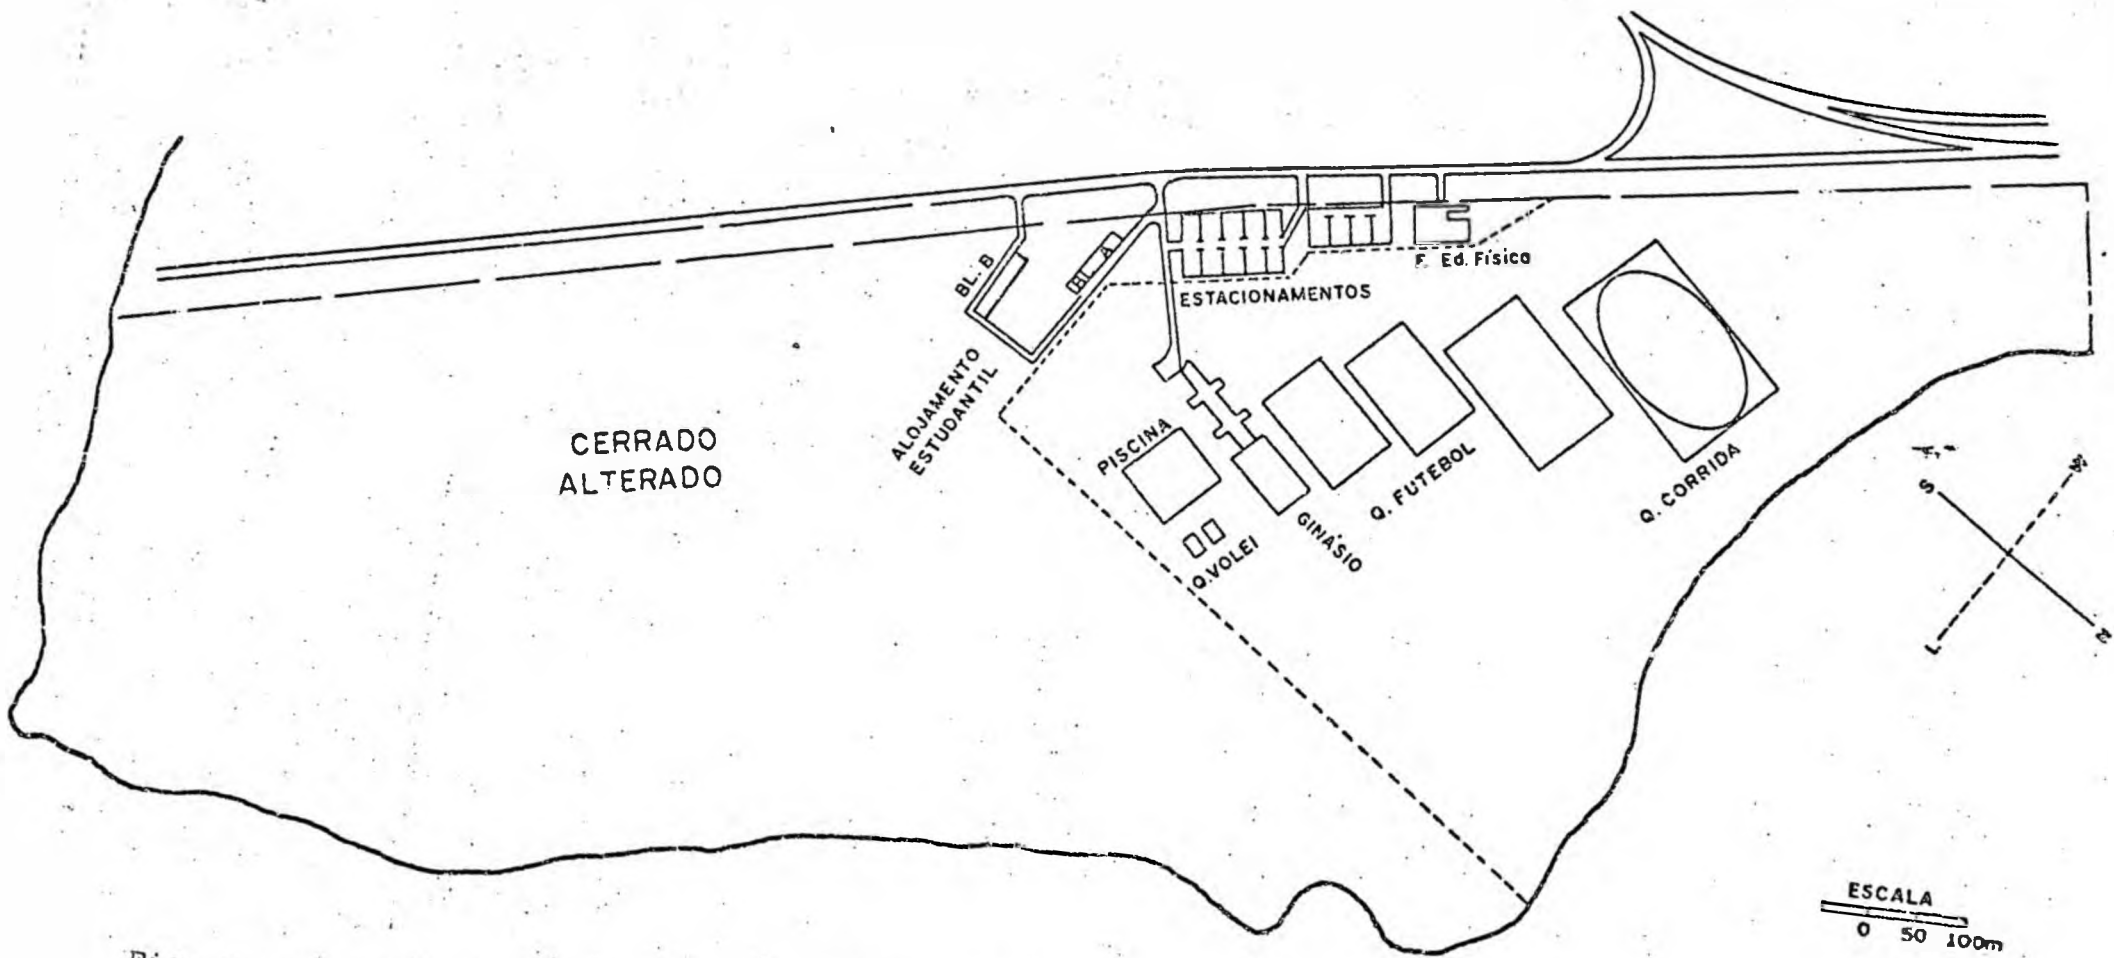 BL. B
BL. A
F. Ed. Física
ESTACIONAMENTOS
ALOJAMENTO
ESTUDANTIL
CERRADO
ALTERADO
PISCINA
Q. FUTEBOL
Q. CORRIDA
GINÁSIO
Q. VOLEI
S
N
L
ESCALA
0 50 100m